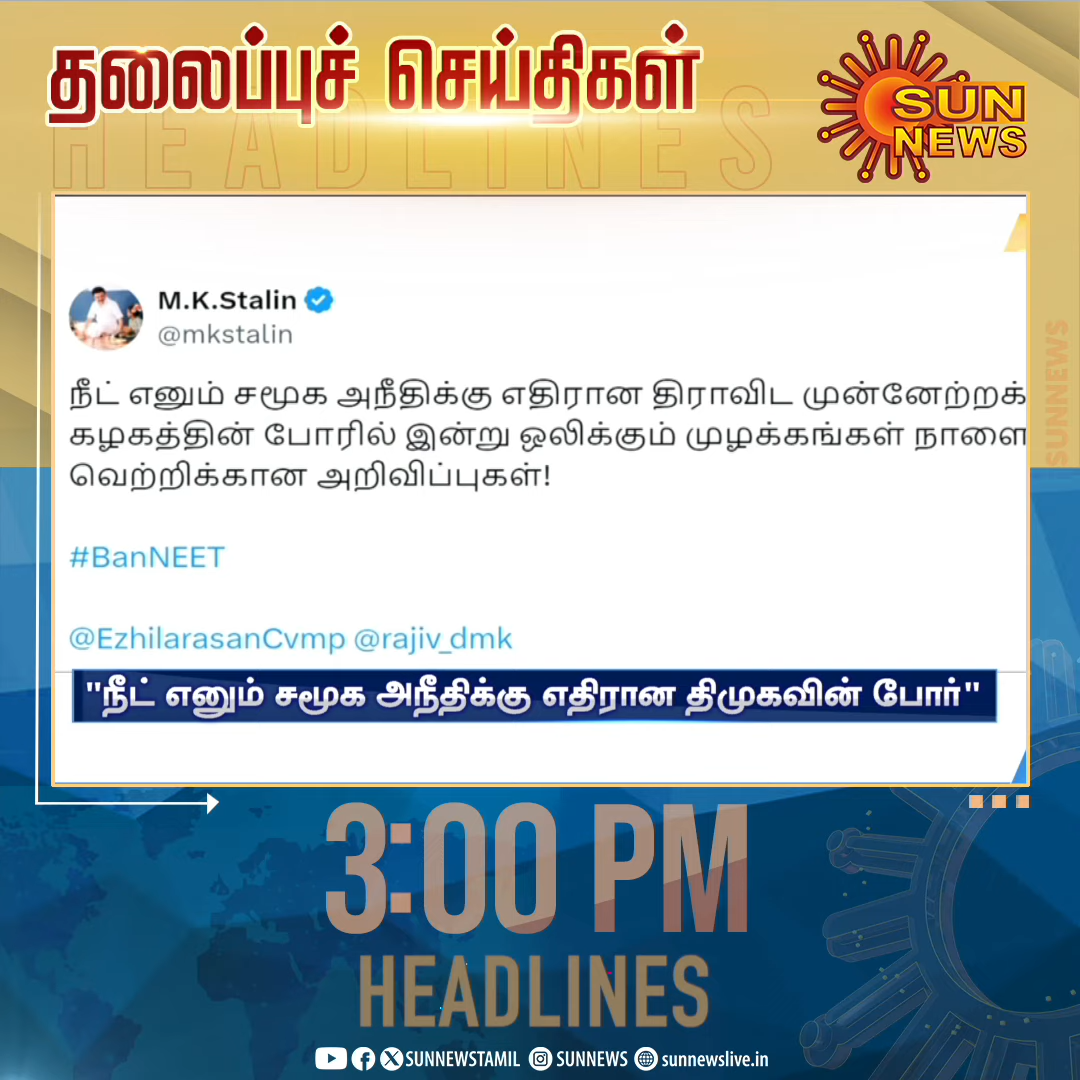 தலைப்புச் செய்திகள்
HEADLINES
SUN
NEWS
M.K.Stalin
@mkstalin
நீட் எனும் சமூக அநீதிக்கு எதிரான திராவிட முன்னேற்றக்
கழகத்தின் போரில் இன்று ஒலிக்கும் முழக்கங்கள் நாளை
வெற்றிக்கான அறிவிப்புகள்!
#BanNEET
@EzhilarasanCvmp @rajiv_dmk
"நீட் எனும் சமூக அநீதிக்கு எதிரான திமுகவின் போர்"
SUNNEWS
3:00 PM
HEADLINES
SUNNEWSTAMIL SUNNEWS sunnewslive.in